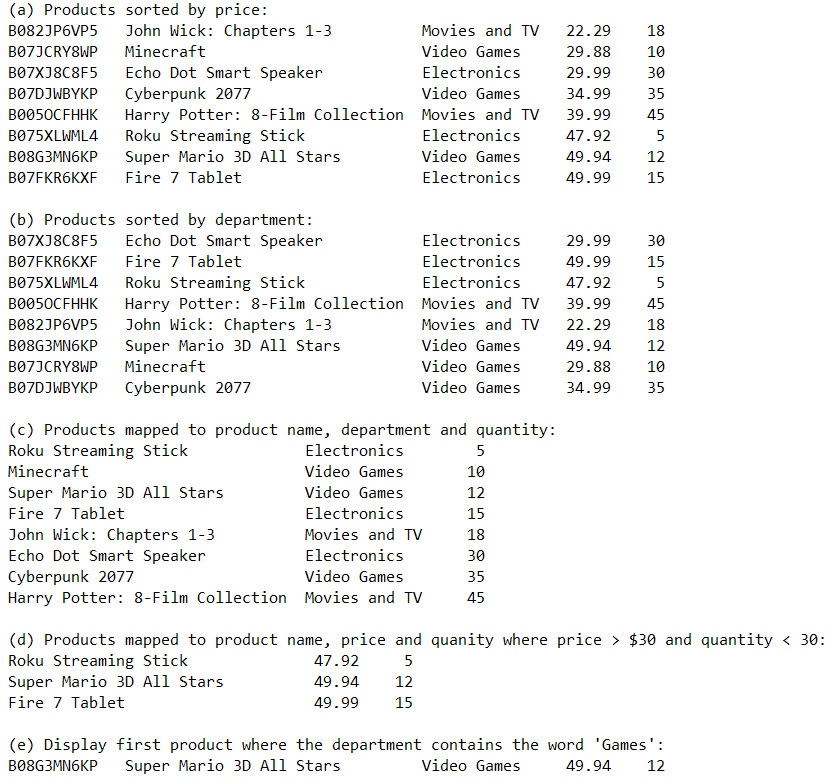 (a) Products sorted by price:
B082JP6VP5   John Wick: Chapters 1-3          Movies and TV   22.29    18
B07JCRY8WP   Minecraft                        Video Games     29.88    10
B07XJ8C8F5   Echo Dot Smart Speaker           Electronics     29.99    30
B07DJWBYKP   Cyberpunk 2077                   Video Games     34.99    35
B005OCFHHK   Harry Potter: 8-Film Collection  Movies and TV   39.99    45
B075XLWML4   Roku Streaming Stick             Electronics     47.92     5
B08G3MN6KP   Super Mario 3D All Stars         Video Games     49.94    12
B07FKR6KXF   Fire 7 Tablet                    Electronics     49.99    15

(b) Products sorted by department:
B07XJ8C8F5   Echo Dot Smart Speaker           Electronics     29.99    30
B07FKR6KXF   Fire 7 Tablet                    Electronics     49.99    15
B075XLWML4   Roku Streaming Stick             Electronics     47.92     5
B005OCFHHK   Harry Potter: 8-Film Collection  Movies and TV   39.99    45
B082JP6VP5   John Wick: Chapters 1-3          Movies and TV   22.29    18
B08G3MN6KP   Super Mario 3D All Stars         Video Games     49.94    12
B07JCRY8WP   Minecraft                        Video Games     29.88    10
B07DJWBYKP   Cyberpunk 2077                   Video Games     34.99    35

(c) Products mapped to product name, department and quantity:
Roku Streaming Stick             Electronics        5
Minecraft                        Video Games       10
Super Mario 3D All Stars         Video Games       12
Fire 7 Tablet                    Electronics       15
John Wick: Chapters 1-3          Movies and TV     18
Echo Dot Smart Speaker           Electronics       30
Cyberpunk 2077                   Video Games       35
Harry Potter: 8-Film Collection  Movies and TV     45

(d) Products mapped to product name, price and quanity where price > $30 and quantity < 30:
Roku Streaming Stick              47.92     5
Super Mario 3D All Stars          49.94    12
Fire 7 Tablet                     49.99    15

(e) Display first product where the department contains the word 'Games':
B08G3MN6KP   Super Mario 3D All Stars         Video Games     49.94    12